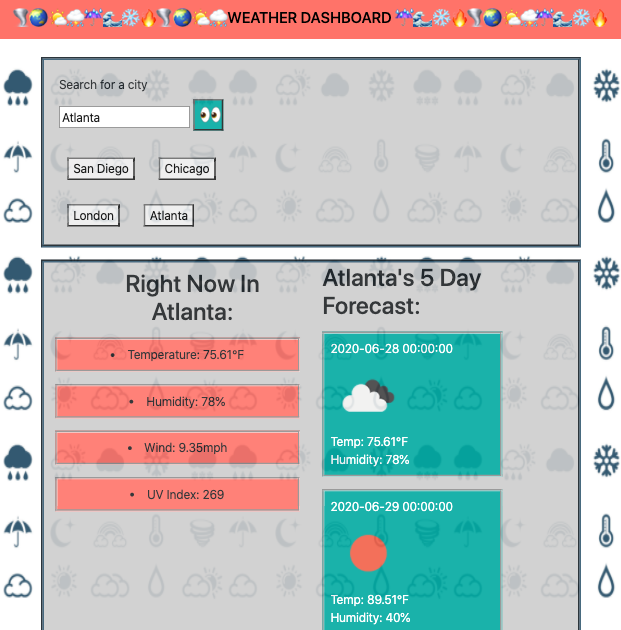 WEATHER DASHBOARD
Search for a city
Atlanta
San Diego
Chicago
London
Atlanta
Right Now In
Atlanta:
• Temperature: 75.61°F
• Humidity: 78%
• Wind: 9.35mph
• UV Index: 269
Atlanta's 5 Day
Forecast:
2020-06-28 00:00:00
Temp: 75.61°F
Humidity: 78%
2020-06-29 00:00:00
Temp: 89.51°F
Humidity: 40%